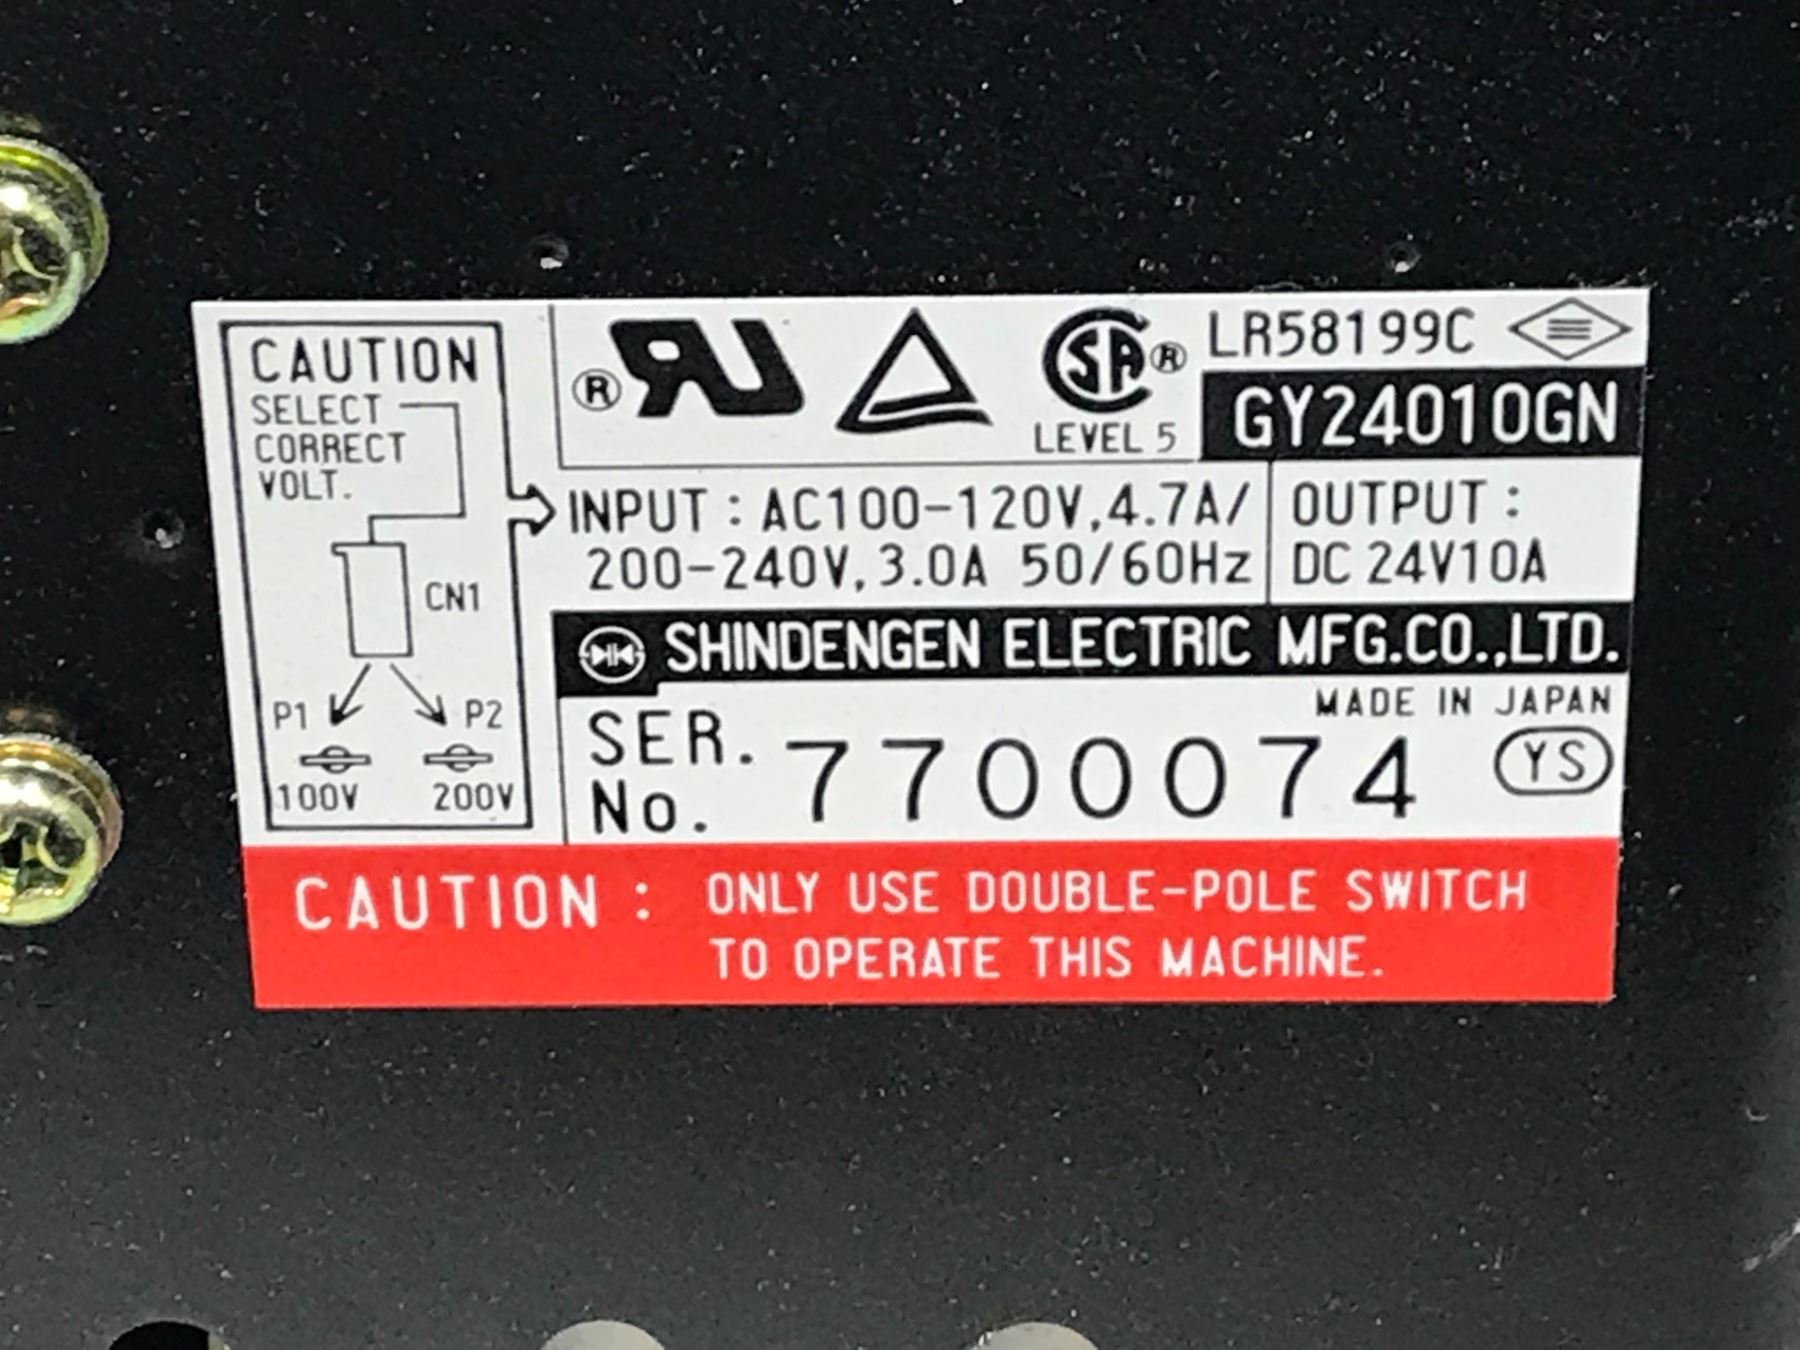 CAUTION
SELECT
CORRECT
VOLT.
CN1
P1 P2
100V 200V
® UR
SA ®
LEVEL 5
LR58199C
GY24010GN
INPUT : AC100-120V,4.7A/
200-240V,3.0A 50/60Hz
OUTPUT :
DC 24V10A
SHINDENGEN ELECTRIC MFG.CO.,LTD.
MADE IN JAPAN
SER.
No. 7700074
YS
CAUTION : ONLY USE DOUBLE-POLE SWITCH
TO OPERATE THIS MACHINE.